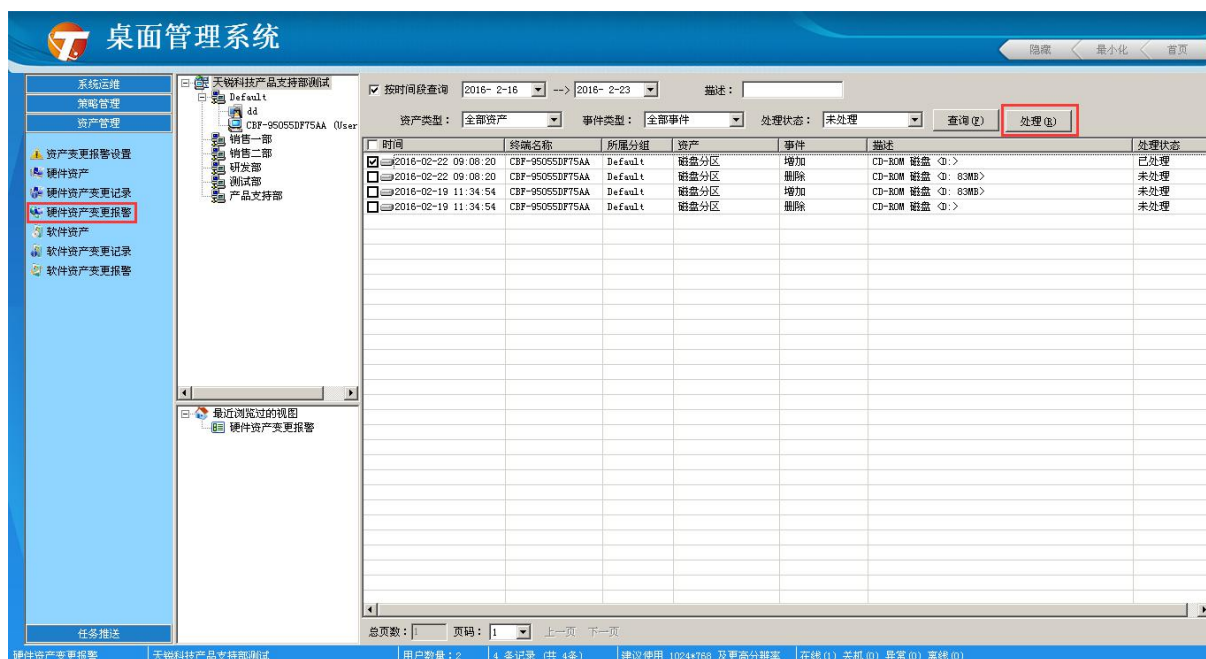 桌面管理系统
隐藏 最小化 首页
系统运维
策略管理
资产管理
资产变更报警设置
硬件资产
硬件资产变更记录
硬件资产变更报警
软件资产
软件资产变更记录
软件资产变更报警
任务推送
天锐科技产品支持部测试
Default
dd
CBF-95055DF75AA (User
销售一部
销售二部
研发部
测试部
产品支持部
最近浏览过的视图
硬件资产变更报警
按时间段查询 2016- 2-16 --> 2016- 2-23 描述：
资产类型： 全部资产 事件类型： 全部事件 处理状态： 未处理 查询(F) 处理(B)
时间 终端名称 所属分组 资产 事件 描述 处理状态
2016-02-22 09:08:20 CBF-95055DF75AA Default 磁盘分区 增加 CD-ROM 磁盘 <D:> 已处理
2016-02-22 09:08:20 CBF-95055DF75AA Default 磁盘分区 删除 CD-ROM 磁盘 <D: 83MB> 未处理
2016-02-19 11:34:54 CBF-95055DF75AA Default 磁盘分区 增加 CD-ROM 磁盘 <D: 83MB> 未处理
2016-02-19 11:34:54 CBF-95055DF75AA Default 磁盘分区 删除 CD-ROM 磁盘 <D:> 未处理
总页数： 1 页码： 1 上一页 下一页
硬件资产变更报警 天锐科技产品支持部测试 用户数量：2 4 条记录 (共 4条) 建议使用 1024*768 及更高分辨率 在线(1) 关机(0) 异常(0) 离线(0)